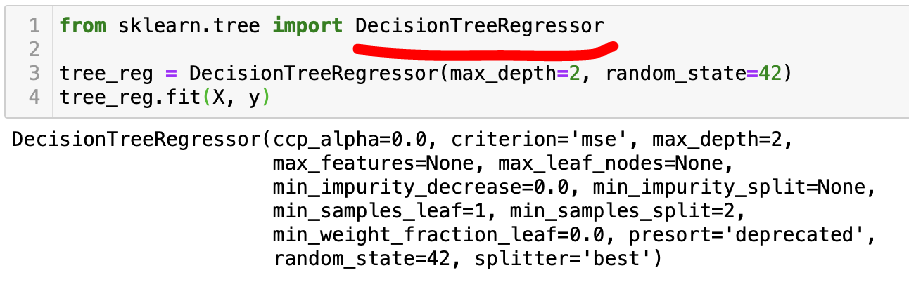 1 from sklearn.tree import DecisionTreeRegressor
2
3 tree_reg = DecisionTreeRegressor(max_depth=2, random_state=42)
4 tree_reg.fit(X, y)
DecisionTreeRegressor(ccp_alpha=0.0, criterion='mse', max_depth=2,
max_features=None, max_leaf_nodes=None,
min_impurity_decrease=0.0, min_impurity_split=None,
min_samples_leaf=1, min_samples_split=2,
min_weight_fraction_leaf=0.0, presort='deprecated',
random_state=42, splitter='best')